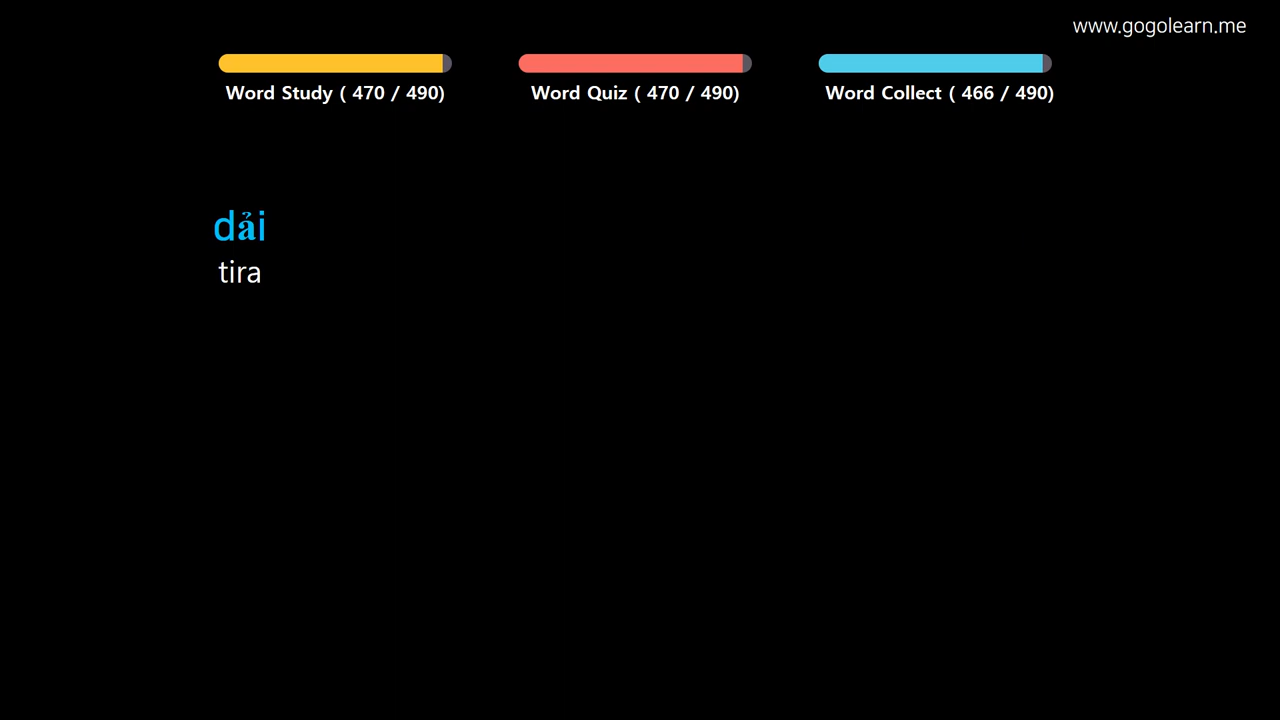 www.gogolearn.me
Word Study ( 470 / 490)
Word Quiz ( 470 / 490)
Word Collect ( 466 / 490)
dải
tira